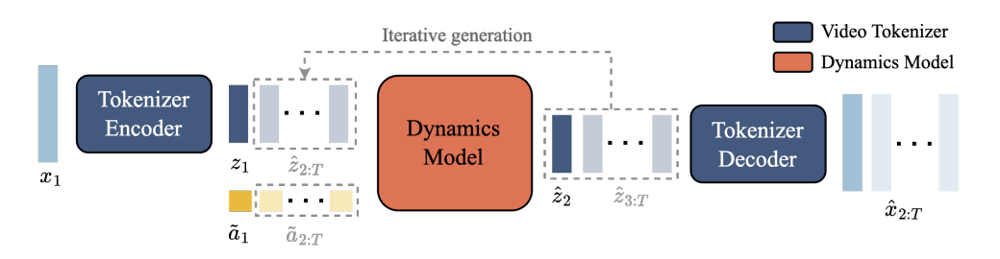 Iterative generation
Video Tokenizer
Dynamics Model
Tokenizer
Encoder
Dynamics
Model
Tokenizer
Decoder
x₁
z₁
ẑ₂:T
ã₁
ã₂:T
ẑ₂
ẑ₃:T
x̂₂:T